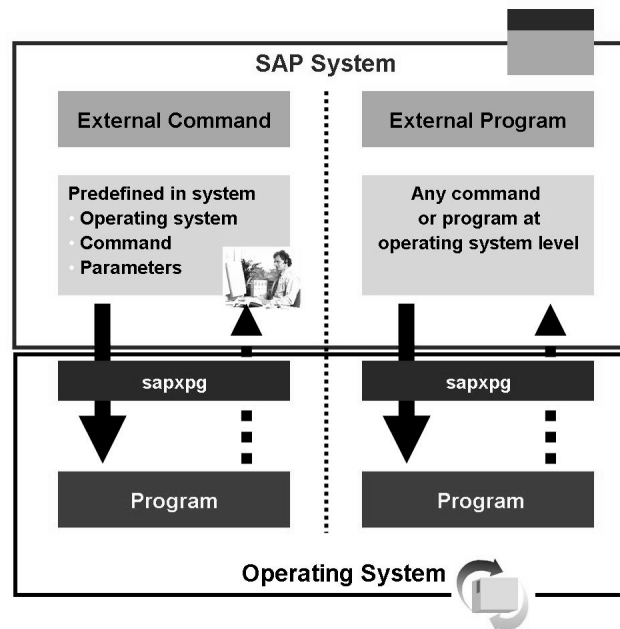 SAP System
External Command
External Program
Predefined in system
• Operating system
• Command
• Parameters
Any command
or program at
operating system level
sapxpg
sapxpg
Program
Program
Operating System